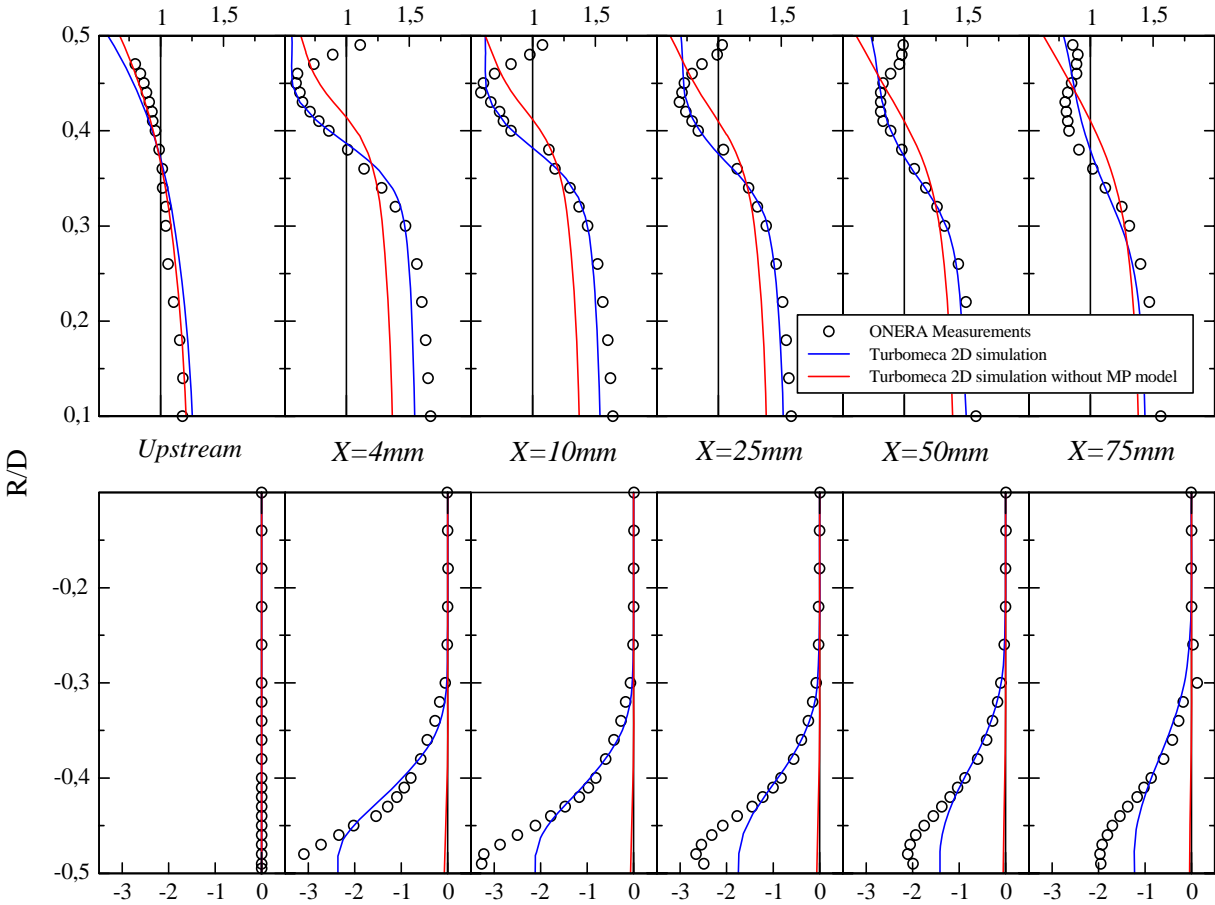 1 1,5 1 1,5 1 1,5 1 1,5 1 1,5 1 1,5
0,5
0,4
0,3
0,2
0,1
ONERA Measurements
Turbomeca 2D simulation
Turbomeca 2D simulation without MP model
Upstream X=4mm X=10mm X=25mm X=50mm X=75mm
R/D
-0,2
-0,3
-0,4
-0,5
-3 -2 -1 0 -3 -2 -1 0 -3 -2 -1 0 -3 -2 -1 0 -3 -2 -1 0 -3 -2 -1 0